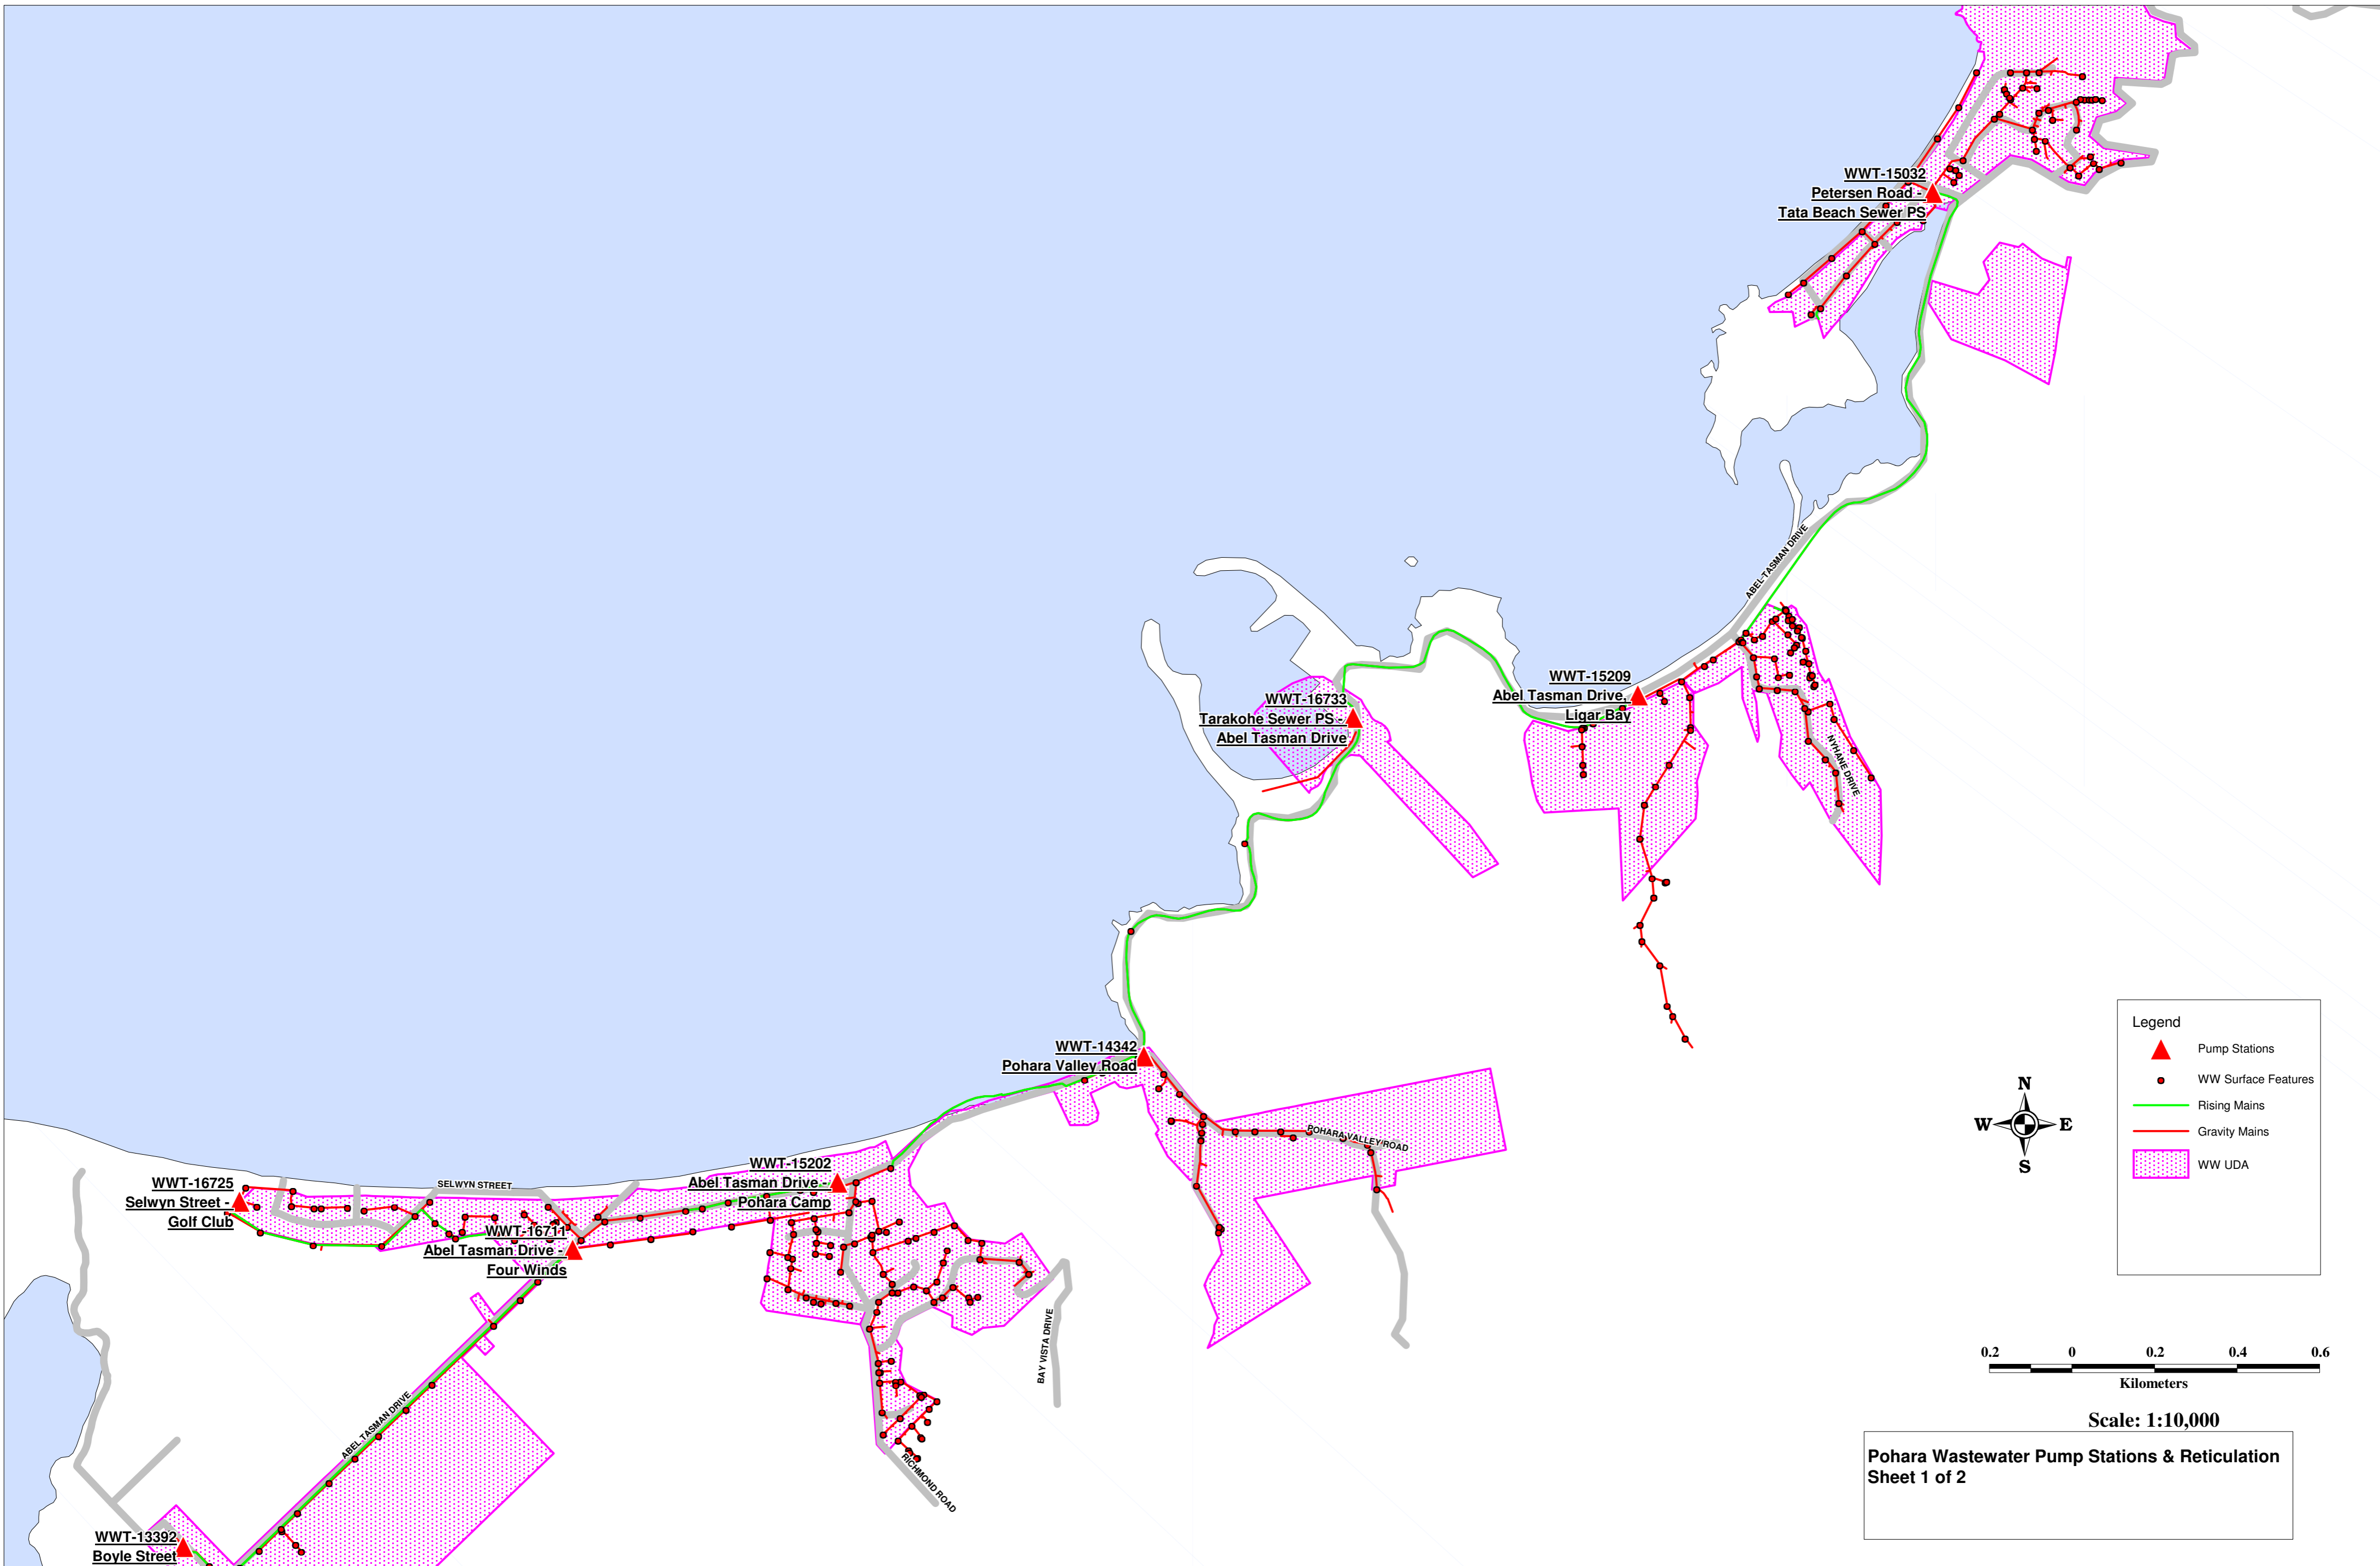 WWT-15032
Petersen Road -
Tata Beach Sewer PS
ABEL TASMAN DRIVE
WWT-15209
Abel Tasman Drive,
Ligar Bay
WWT-16733
Tarakohe Sewer PS -
Abel Tasman Drive
NYHANE DRIVE
WWT-14342
Pohara Valley Road
POHARA VALLEY ROAD
WWT-15202
Abel Tasman Drive -
Pohara Camp
SELWYN STREET
WWT-16725
Selwyn Street -
Golf Club
WWT-16711
Abel Tasman Drive -
Four Winds
BAY VISTA DRIVE
ABEL TASMAN DRIVE
RICHMOND ROAD
WWT-13392
Boyle Street
Legend
Pump Stations
WW Surface Features
Rising Mains
Gravity Mains
WW UDA
N
W E
S
0.2 0 0.2 0.4 0.6
Kilometers
Scale: 1:10,000
Pohara Wastewater Pump Stations & Reticulation
Sheet 1 of 2